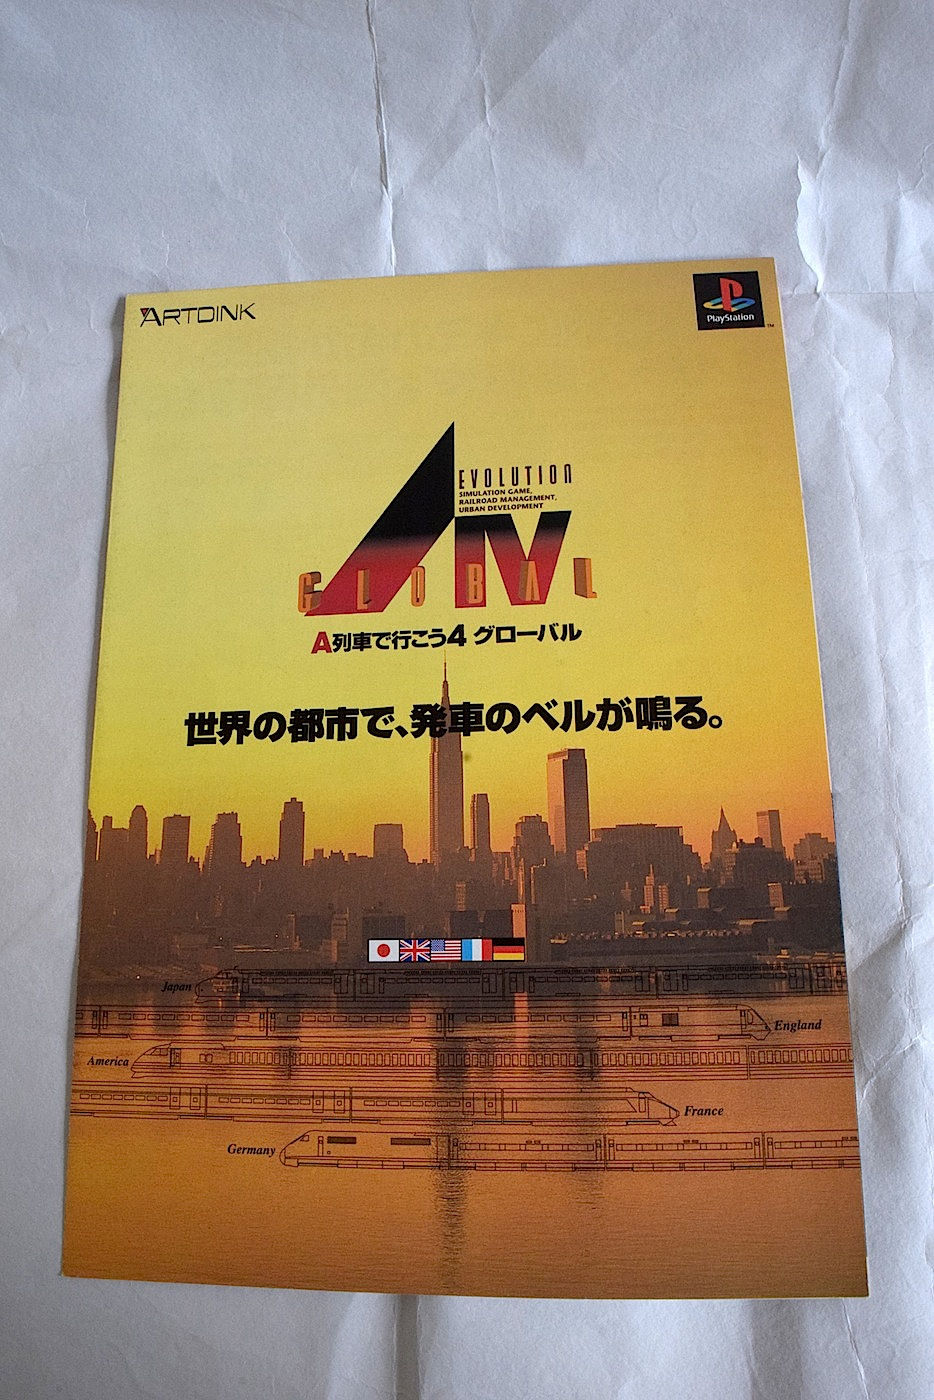 ARTDINK
PlayStation
TM
EVOLUTION
SIMULATION GAME,
RAILROAD MANAGEMENT,
URBAN DEVELOPMENT
AIV
GLOBAL
A列車で行こう4 グローバル
世界の都市で、発車のベルが鳴る。
Japan
England
America
France
Germany